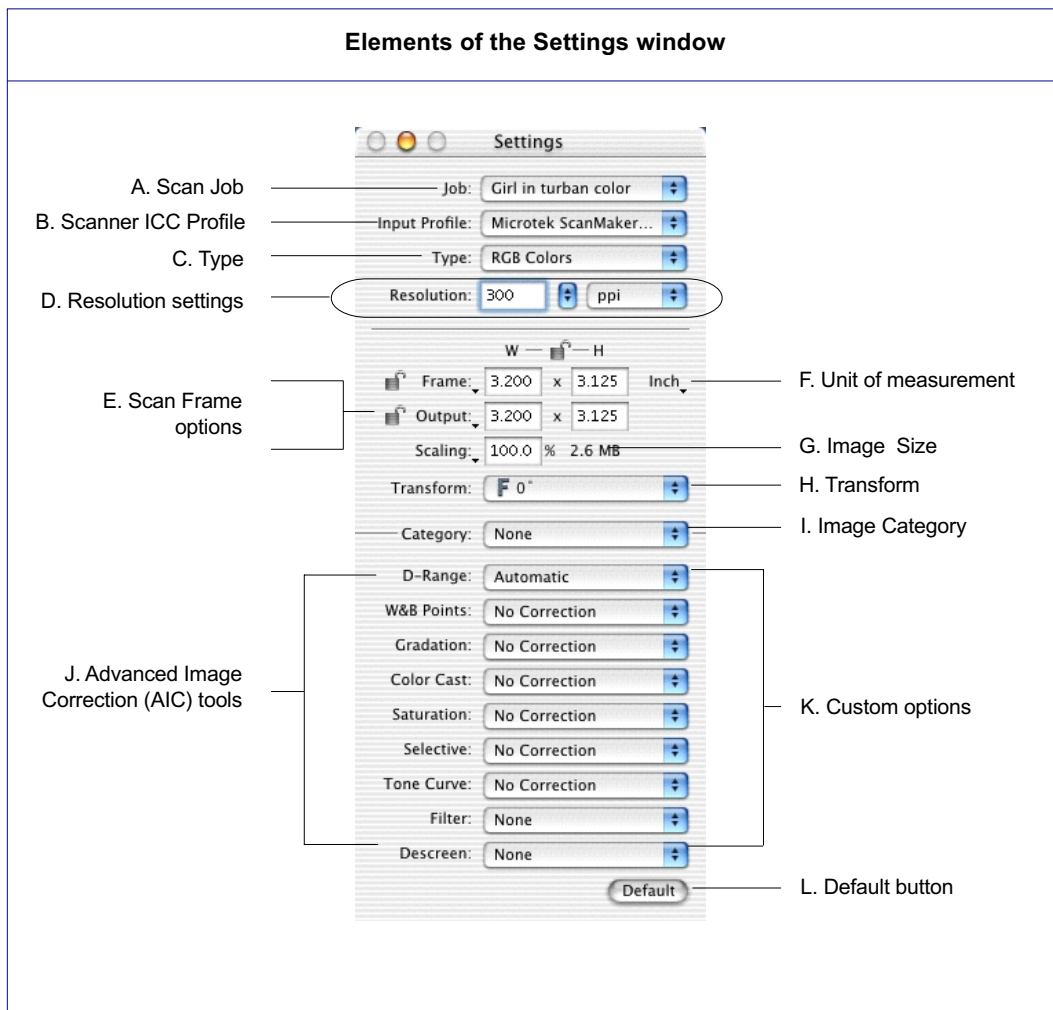 Elements of the Settings window
Settings
A. Scan Job
Job: Girl in turban color
B. Scanner ICC Profile
Input Profile: Microtek ScanMaker...
C. Type
Type: RGB Colors
D. Resolution settings
Resolution: 300 ppi
W — H
E. Scan Frame
options
Frame: 3.200 x 3.125 Inch
F. Unit of measurement
Output: 3.200 x 3.125
Scaling: 100.0 % 2.6 MB
G. Image Size
Transform: F 0°
H. Transform
Category: None
I. Image Category
J. Advanced Image
Correction (AIC) tools
D-Range: Automatic
W&B Points: No Correction
Gradation: No Correction
Color Cast: No Correction
Saturation: No Correction
Selective: No Correction
Tone Curve: No Correction
Filter: None
Descreen: None
K. Custom options
Default
L. Default button